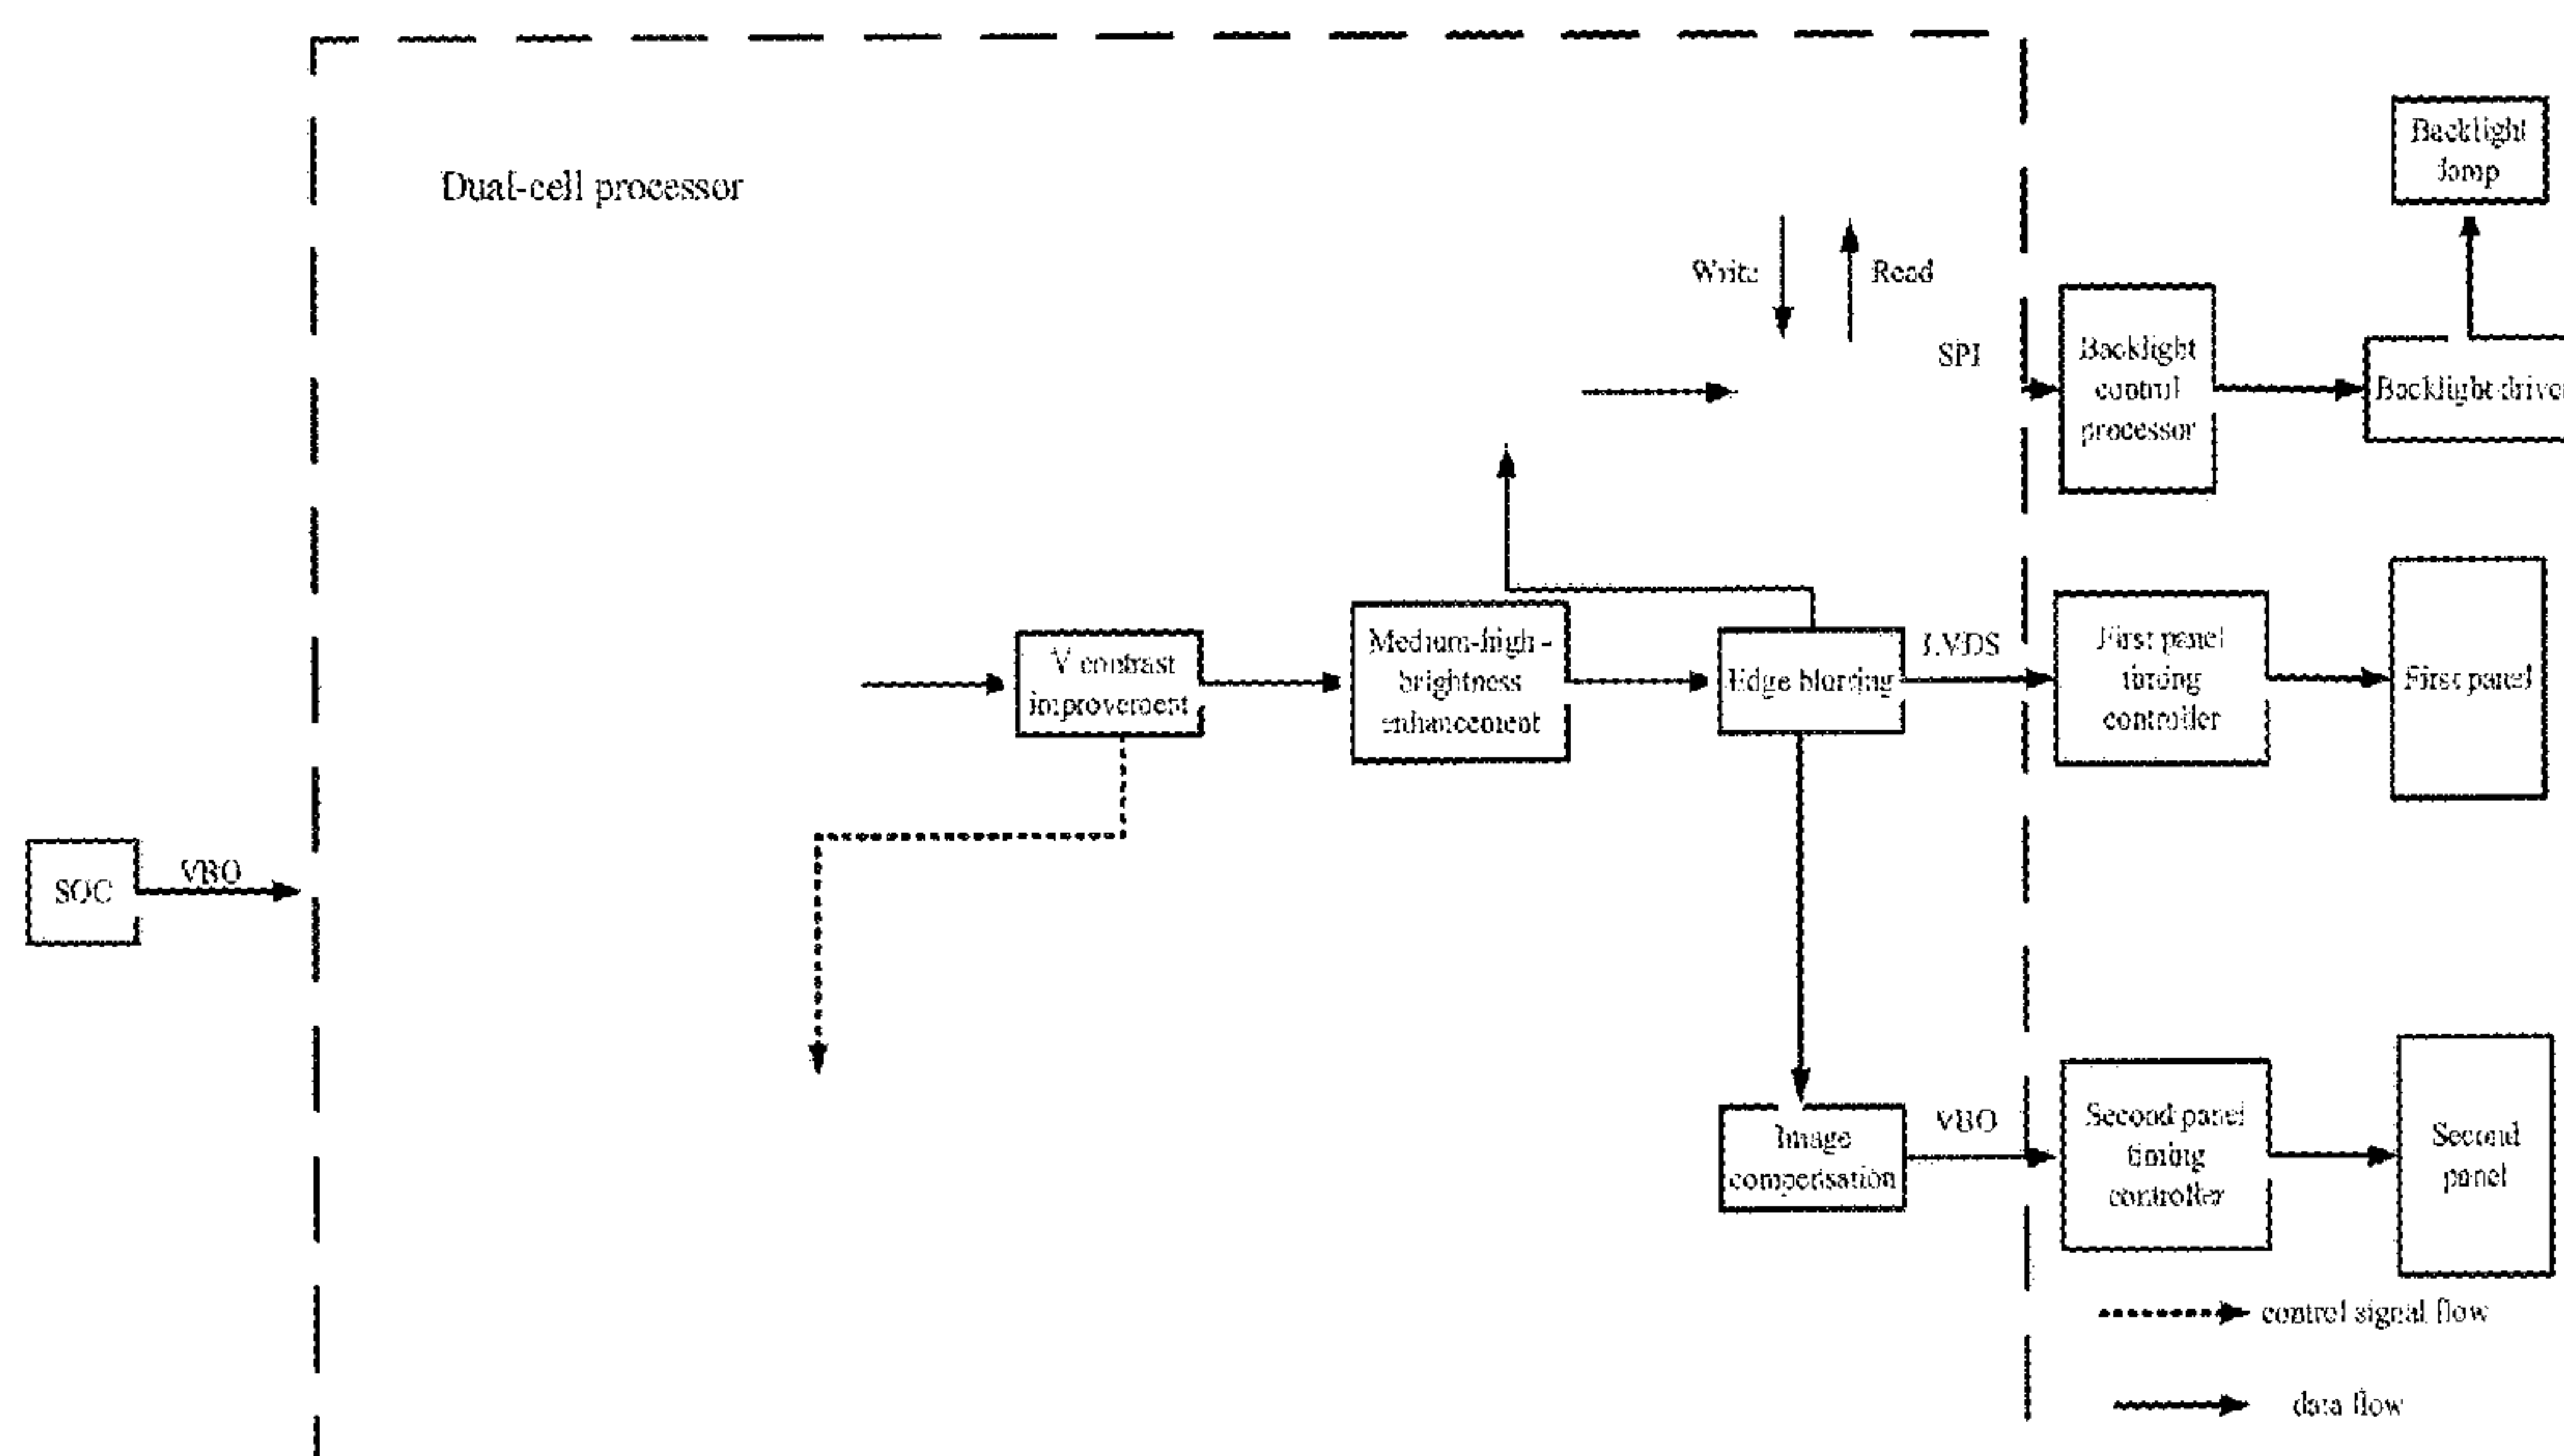 Dual-cell processor
Backlight
lamp
Write
Read
SPI
Backlight
control
processor
Backlight drive
V contrast
improvement
Medium-high-
brightness
enhancement
Edge blurring
LVDS
First panel
timing
controller
First panel
SOC
VBO
Image
compensation
VBO
Second panel
timing
controller
Second
panel
control signal flow
data flow